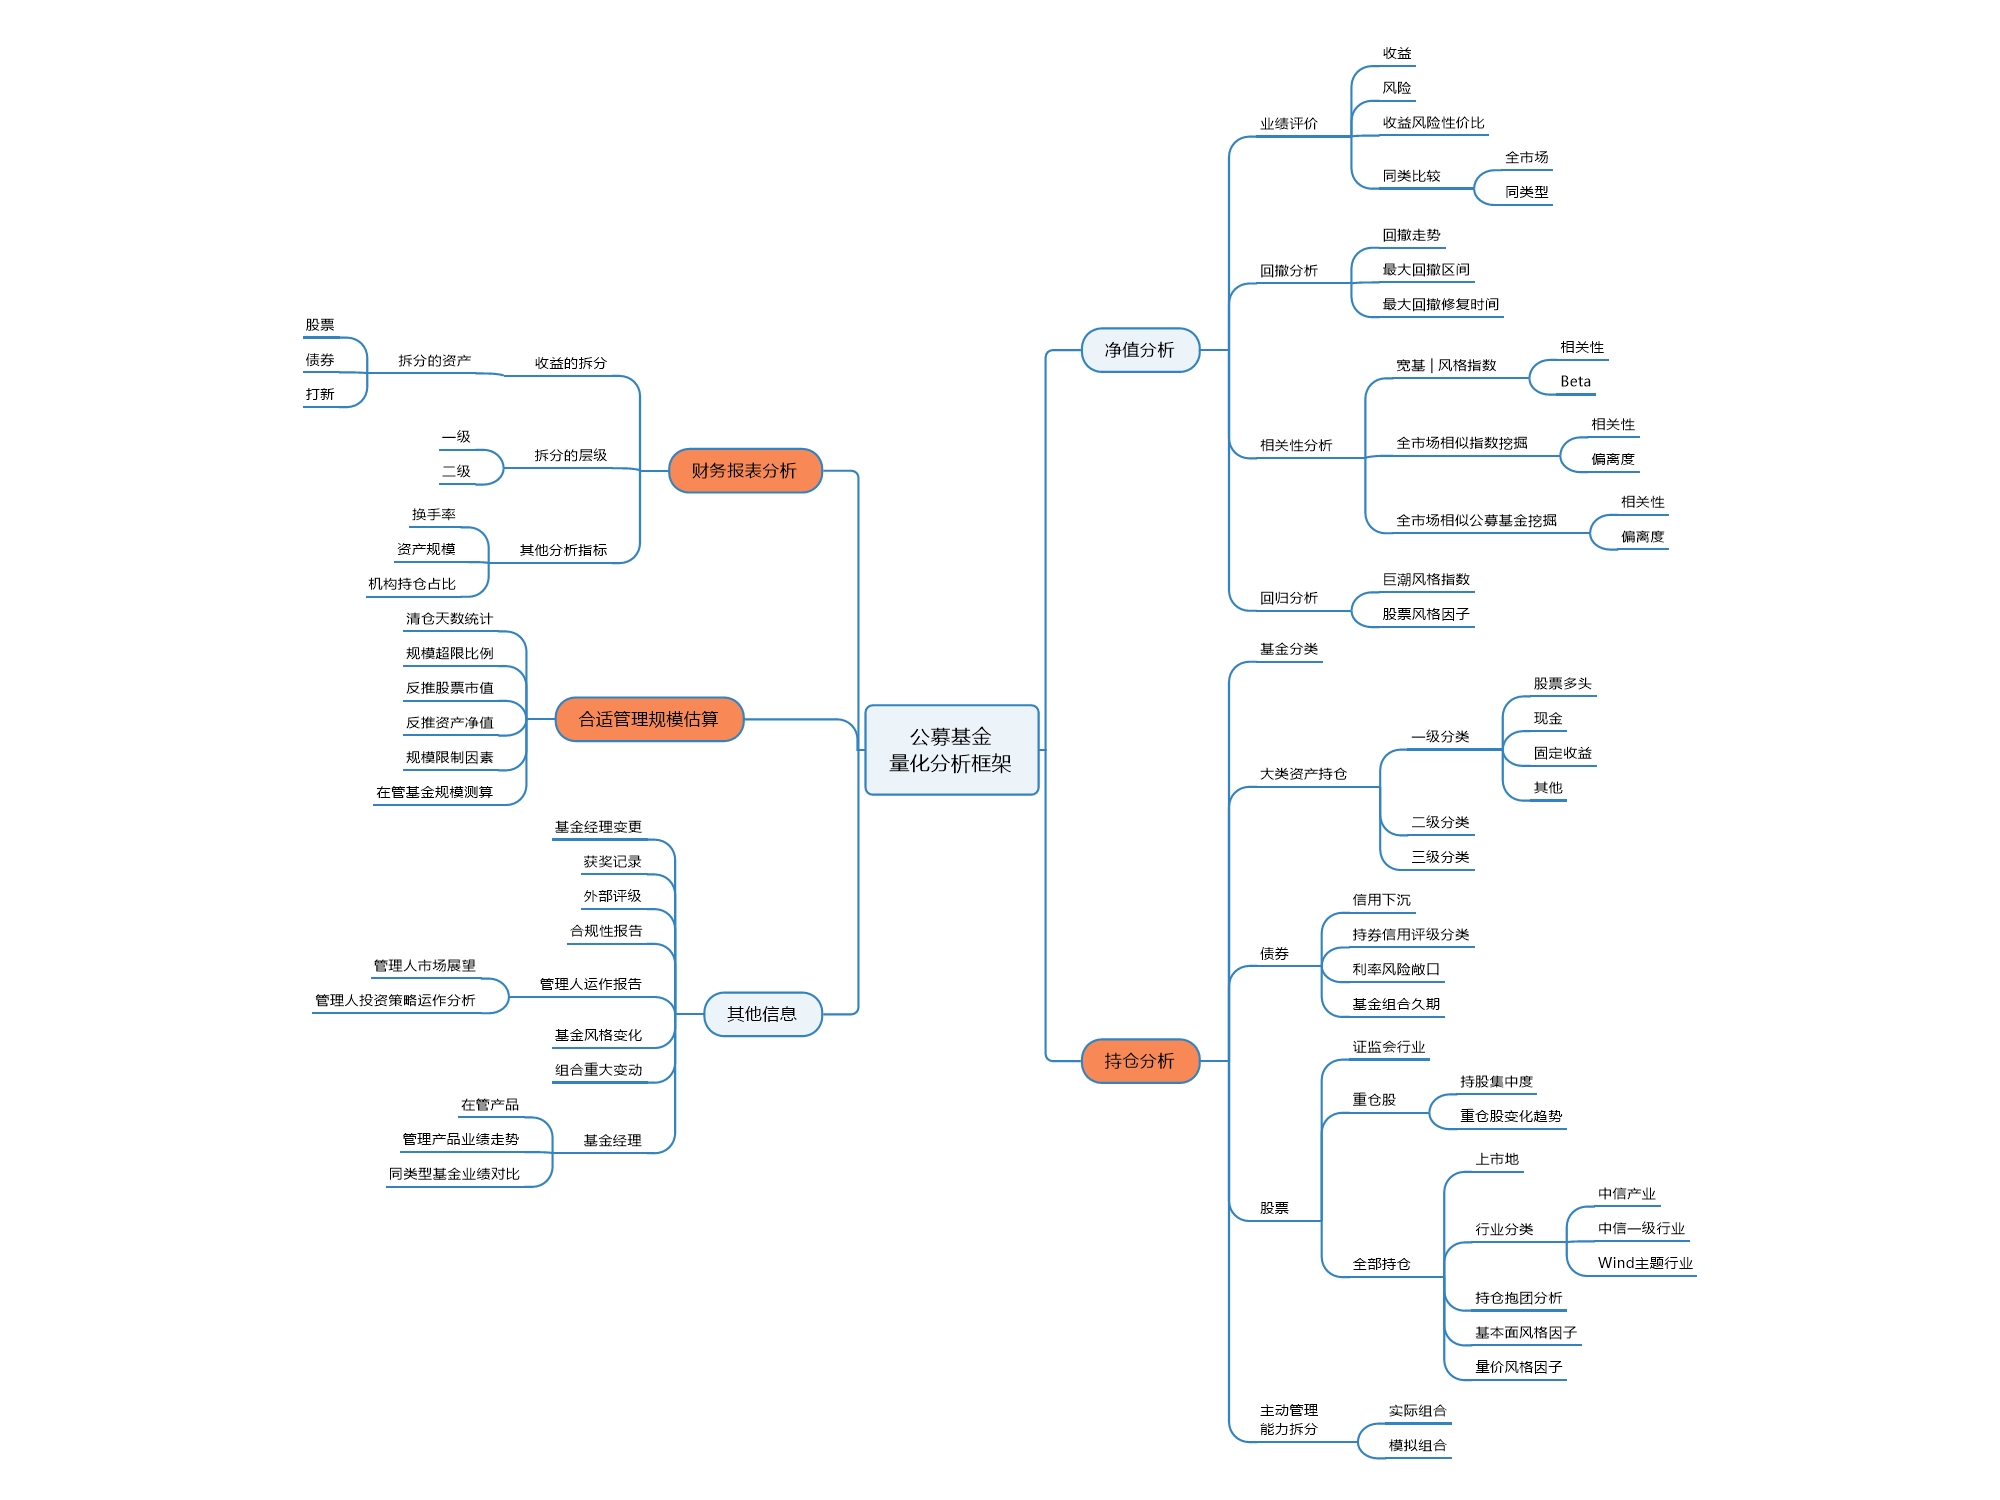 公募基金
量化分析框架
净值分析
业绩评价
收益
风险
收益风险性价比
同类比较
全市场
同类型
回撤分析
回撤走势
最大回撤区间
最大回撤修复时间
相关性分析
宽基 | 风格指数
相关性
Beta
全市场相似指数挖掘
相关性
偏离度
全市场相似公募基金挖掘
相关性
偏离度
回归分析
巨潮风格指数
股票风格因子
持仓分析
基金分类
大类资产持仓
一级分类
股票多头
现金
固定收益
其他
二级分类
三级分类
债券
信用下沉
持券信用评级分类
利率风险敞口
基金组合久期
股票
证监会行业
重仓股
持股集中度
重仓股变化趋势
全部持仓
上市地
行业分类
中信产业
中信一级行业
Wind主题行业
持仓抱团分析
基本面风格因子
量价风格因子
主动管理
能力拆分
实际组合
模拟组合
财务报表分析
收益的拆分
拆分的资产
股票
债券
打新
拆分的层级
一级
二级
其他分析指标
换手率
资产规模
机构持仓占比
合适管理规模估算
清仓天数统计
规模超限比例
反推股票市值
反推资产净值
规模限制因素
在管基金规模测算
其他信息
基金经理变更
获奖记录
外部评级
合规性报告
管理人运作报告
管理人市场展望
管理人投资策略运作分析
基金风格变化
组合重大变动
基金经理
在管产品
管理产品业绩走势
同类型基金业绩对比